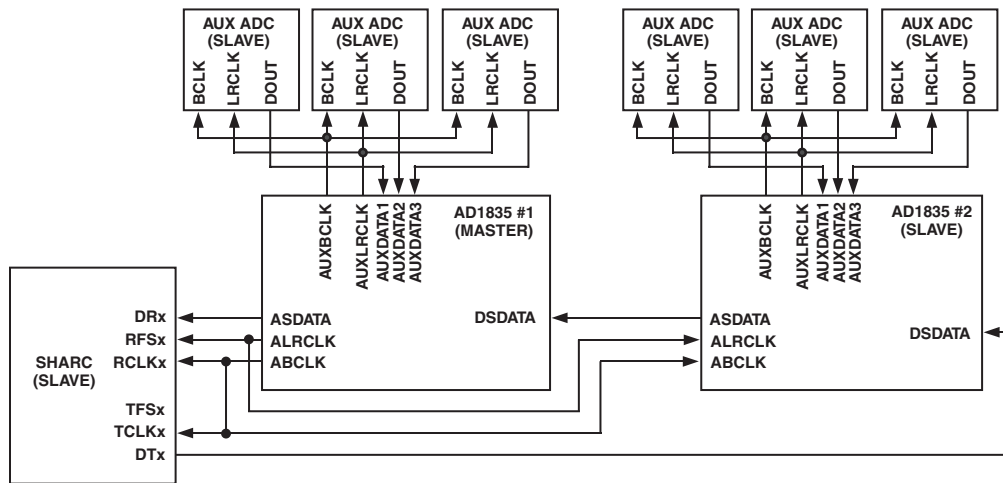 AUX ADC
(SLAVE)
BCLK
LRCLK
DOUT
AUX ADC
(SLAVE)
BCLK
LRCLK
DOUT
AUX ADC
(SLAVE)
BCLK
LRCLK
DOUT
AUX ADC
(SLAVE)
BCLK
LRCLK
DOUT
AUX ADC
(SLAVE)
BCLK
LRCLK
DOUT
AUX ADC
(SLAVE)
BCLK
LRCLK
DOUT
AUXBCLK
AUXLRCLK
AUXDATA1
AUXDATA2
AUXDATA3
AD1835 #1
(MASTER)
ASDATA
ALRCLK
ABCLK
DSDATA
AUXBCLK
AUXLRCLK
AUXDATA1
AUXDATA2
AUXDATA3
AD1835 #2
(SLAVE)
ASDATA
ALRCLK
ABCLK
DSDATA
SHARC
(SLAVE)
DRx
RFSx
RCLKx
TFSx
TCLKx
DTx